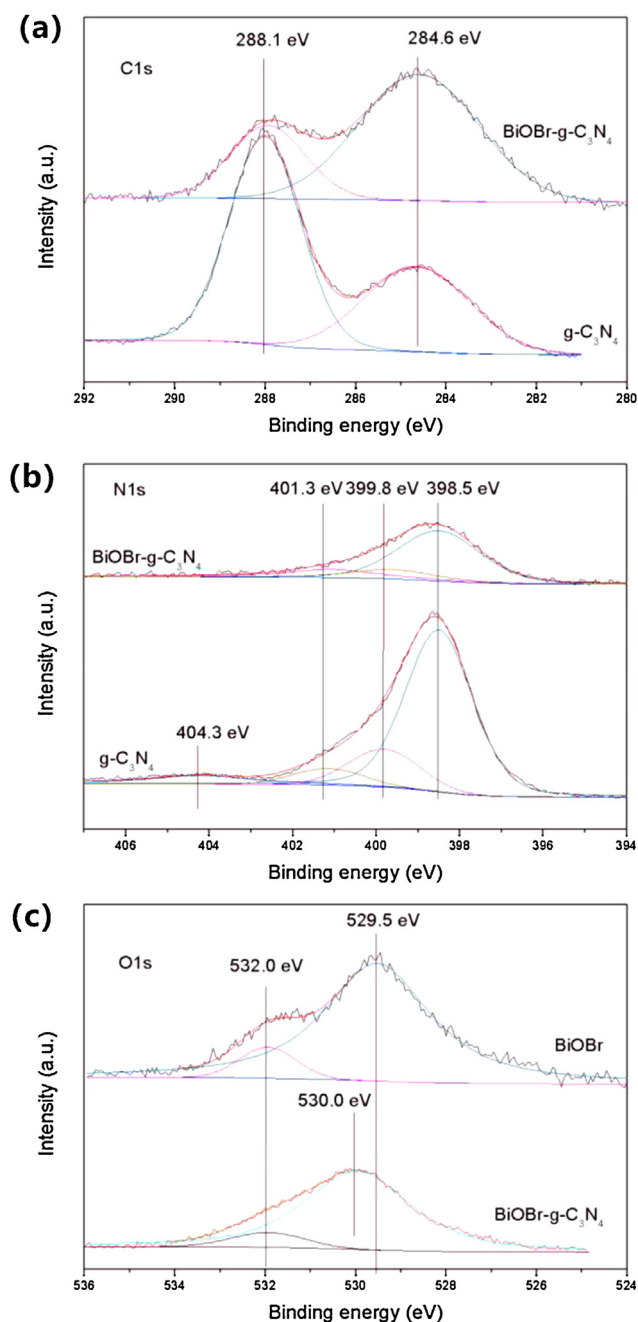 (a)
288.1 eV 284.6 eV
C1s
BiOBr-g-C₃N₄
g-C₃N₄
Intensity (a.u.)
292 290 288 286 284 282 280
Binding energy (eV)
(b)
N1s 401.3 eV 399.8 eV 398.5 eV
BiOBr-g-C₃N₄
404.3 eV
g-C₃N₄
Intensity (a.u.)
406 404 402 400 398 396 394
Binding energy (eV)
(c)
529.5 eV
O1s 532.0 eV
BiOBr
530.0 eV
BiOBr-g-C₃N₄
Intensity (a.u.)
536 534 532 530 528 526 524
Binding energy (eV)